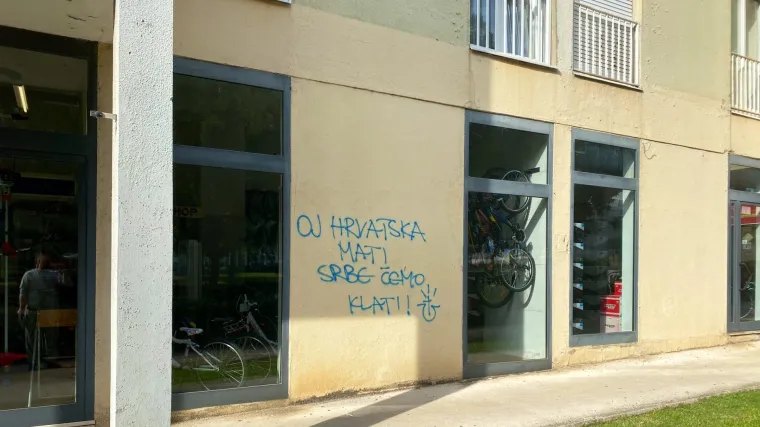 OJ HRVATSKA
MATI
SRBE ĆEMO
KLATI!